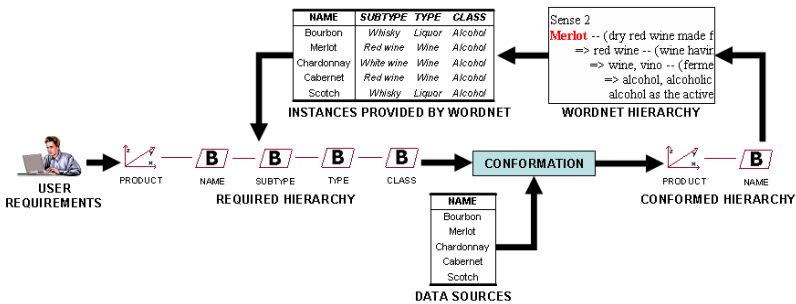 NAME SUBTYPE TYPE CLASS
Bourbon Whisky Liquor Alcohol
Merlot Red wine Wine Alcohol
Chardonnay White wine Wine Alcohol
Cabernet Red wine Wine Alcohol
Scotch Whisky Liquor Alcohol
INSTANCES PROVIDED BY WORDNET
Sense 2
Merlot -- (dry red wine made f
=> red wine -- (wine havir
=> wine, vino -- (ferme
=> alcohol, alcoholic
alcohol as the active
WORDNET HIERARCHY
USER
REQUIREMENTS
z y x
PRODUCT
B
NAME
B
SUBTYPE
B
TYPE
B
CLASS
REQUIRED HIERARCHY
CONFORMATION
z y x
PRODUCT
B
NAME
CONFORMED HIERARCHY
NAME
Bourbon
Merlot
Chardonnay
Cabernet
Scotch
DATA SOURCES